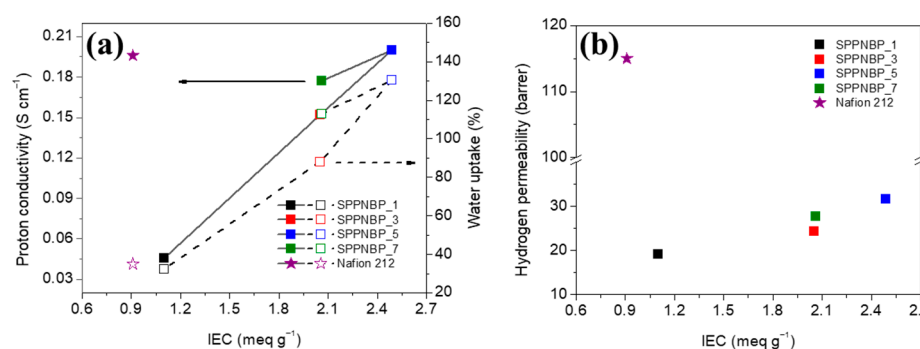 (a)
Proton conductivity (S cm⁻¹)
0.21
0.18
0.15
0.12
0.09
0.06
0.03
160
140
120
100
80
60
40
20
Water uptake (%)
SPPNBP_1
SPPNBP_3
SPPNBP_5
SPPNBP_7
Nafion 212
0.6 0.9 1.2 1.5 1.8 2.1 2.4 2.7
IEC (meq g⁻¹)
(b)
Hydrogen permeability (barrer)
120
110
100
30
20
10
SPPNBP_1
SPPNBP_3
SPPNBP_5
SPPNBP_7
Nafion 212
0.6 0.9 1.2 1.5 1.8 2.1 2.4 2.
IEC (meq g⁻¹)